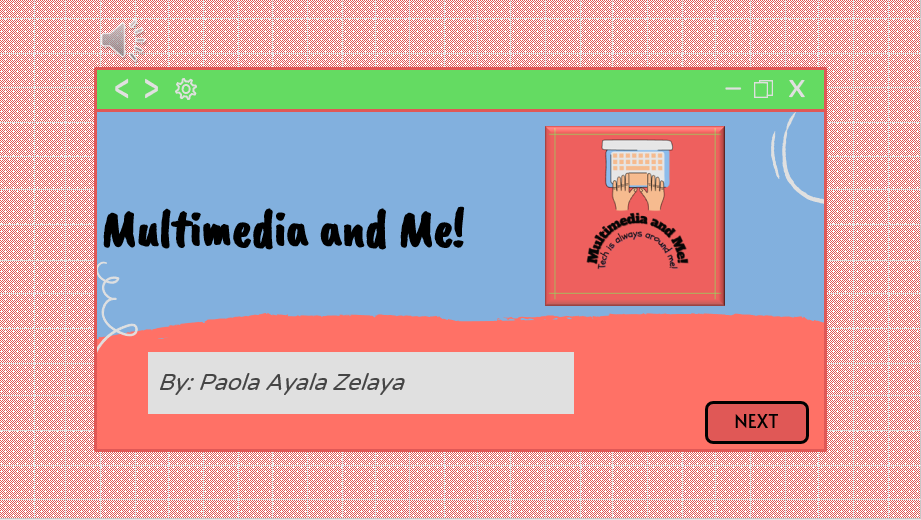 < >
X
Multimedia and Me!
Multimedia and Me!
Tech is always around me!
By: Paola Ayala Zelaya
NEXT